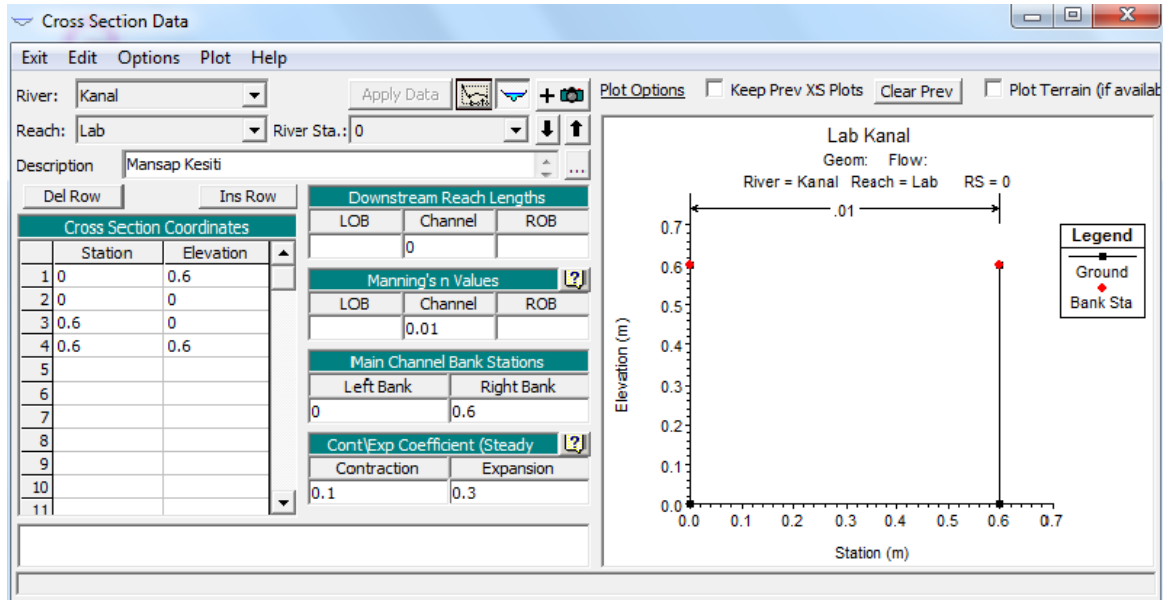 Cross Section Data
Exit Edit Options Plot Help
River: Kanal
Apply Data
Reach: Lab
River Sta.: 0
Description Mansap Kesiti
...
Del Row
Ins Row
Cross Section Coordinates
Station Elevation
1 0 0.6
2 0 0
3 0.6 0
4 0.6 0.6
5
6
7
8
9
10
11
Downstream Reach Lengths
LOB Channel ROB
0
Manning's n Values
LOB Channel ROB
0.01
Main Channel Bank Stations
Left Bank Right Bank
0 0.6
Cont\Exp Coefficient (Steady
Contraction Expansion
0.1 0.3
Plot Options Keep Prev XS Plots Clear Prev Plot Terrain (if availab
Lab Kanal
Geom: Flow:
River = Kanal Reach = Lab RS = 0
.01
0.7
0.6
0.5
0.4
0.3
0.2
0.1
0.0
Elevation (m)
0.0 0.1 0.2 0.3 0.4 0.5 0.6 0.7
Station (m)
Legend
Ground
Bank Sta